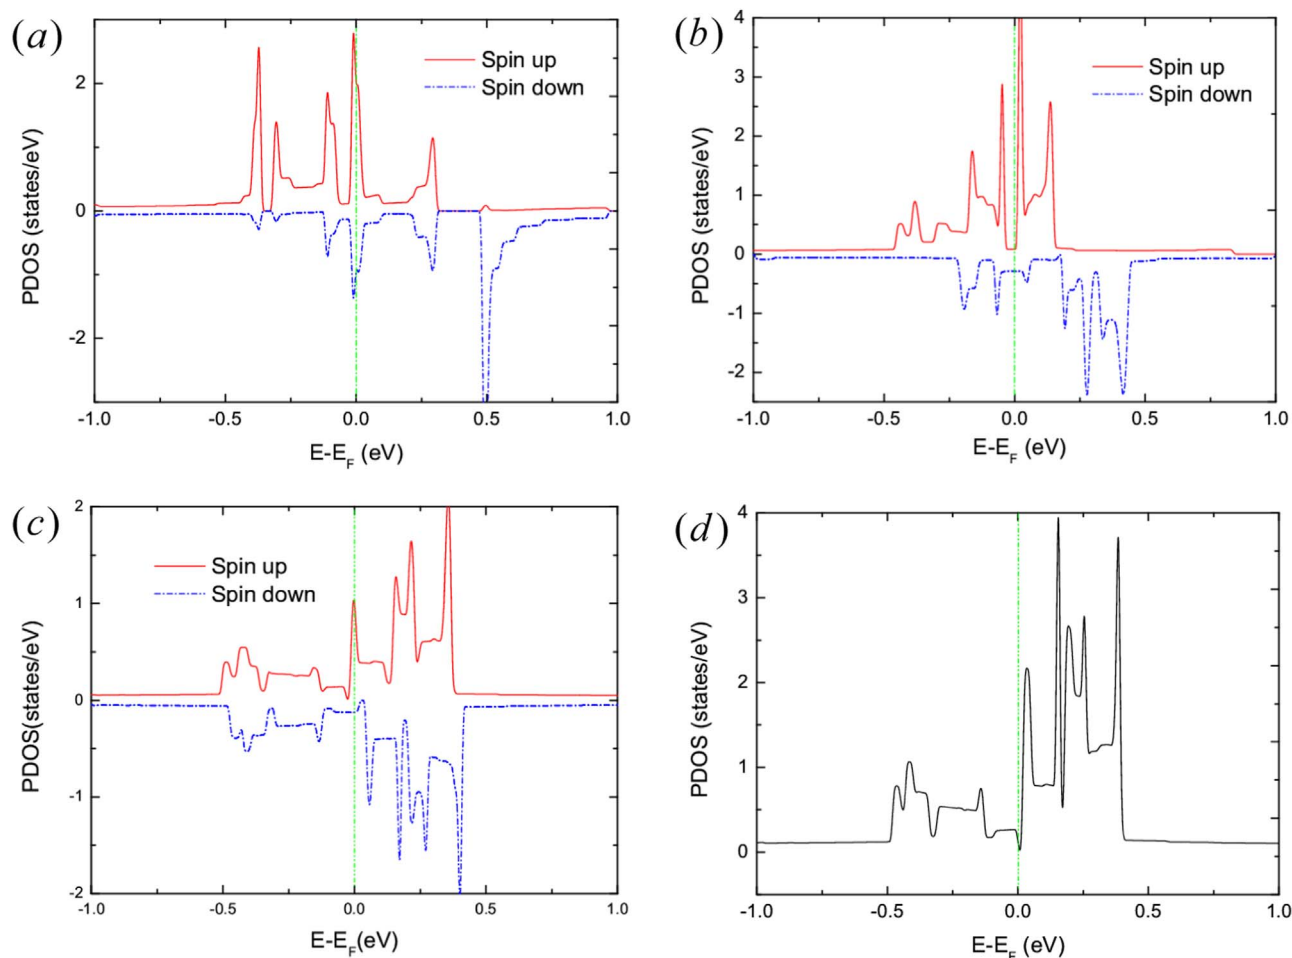 (a)
Spin up
Spin down
2
0
-2
PDOS (states/eV)
-1.0 -0.5 0.0 0.5 1.0
E-E_F (eV)
(b)
Spin up
Spin down
4
3
2
1
0
-1
-2
PDOS (states/eV)
-1.0 -0.5 0.0 0.5 1.0
E-E_F (eV)
(c)
Spin up
Spin down
2
1
0
-1
-2
PDOS(states/eV)
-1.0 -0.5 0.0 0.5 1.0
E-E_F(eV)
(d)
4
3
2
1
0
PDOS (states/eV)
-1.0 -0.5 0.0 0.5 1.0
E-E_F (eV)